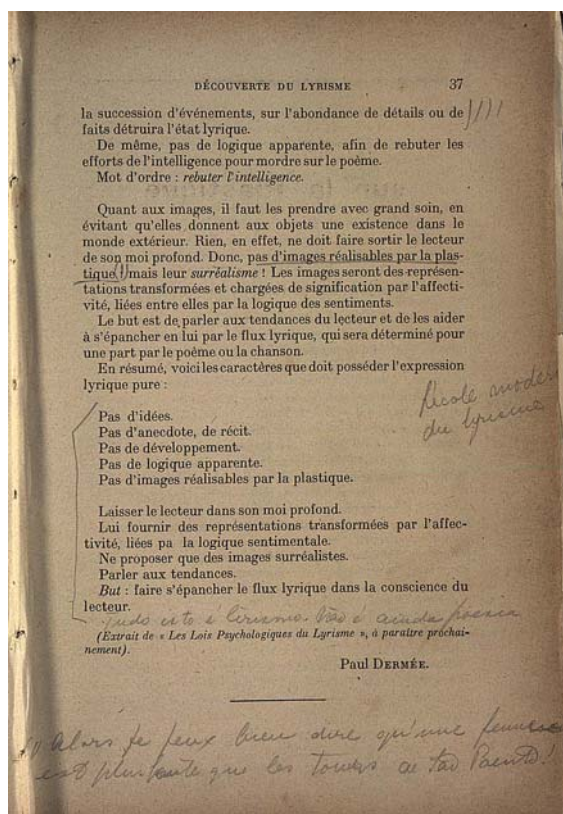 DÉCOUVERTE DU LYRISME 37
la succession d'événements, sur l'abondance de détails ou de
faits détruira l'état lyrique.
De même, pas de logique apparente, afin de rebuter les
efforts de l'intelligence pour mordre sur le poème.
Mot d'ordre : rebuter l'intelligence.
Quant aux images, il faut les prendre avec grand soin, en
évitant qu'elles donnent aux objets une existence dans le
monde extérieur. Rien, en effet, ne doit faire sortir le lecteur
de son moi profond. Donc, pas d'images réalisables par la plas-
tique (1) mais leur surréalisme ! Les images seront des représen-
tations transformées et chargées de signification par l'affecti-
vité, liées entre elles par la logique des sentiments.
Le but est de parler aux tendances du lecteur et de les aider
à s'épancher en lui par le flux lyrique, qui sera déterminé pour
une part par le poème ou la chanson.
En résumé, voici les caractères que doit posséder l'expression
lyrique pure :
école moder
du lyrisme
Pas d'idées.
Pas d'anecdote, de récit.
Pas de développement.
Pas de logique apparente.
Pas d'images réalisables par la plastique.
Laisser le lecteur dans son moi profond.
Lui fournir des représentations transformées par l'affec-
tivité, liées pa la logique sentimentale.
Ne proposer que des images surréalistes.
Parler aux tendances.
But : faire s'épancher le flux lyrique dans la conscience du
lecteur.
Tudo isto é lirismo. Não é ainda poesia
(Extrait de « Les Lois Psychologiques du Lyrisme », à paraître prochai-
nement).
Paul DERMÉE.
(1) Alors je peux bien dire qu'une femme
est plus que les tours de São Bento!